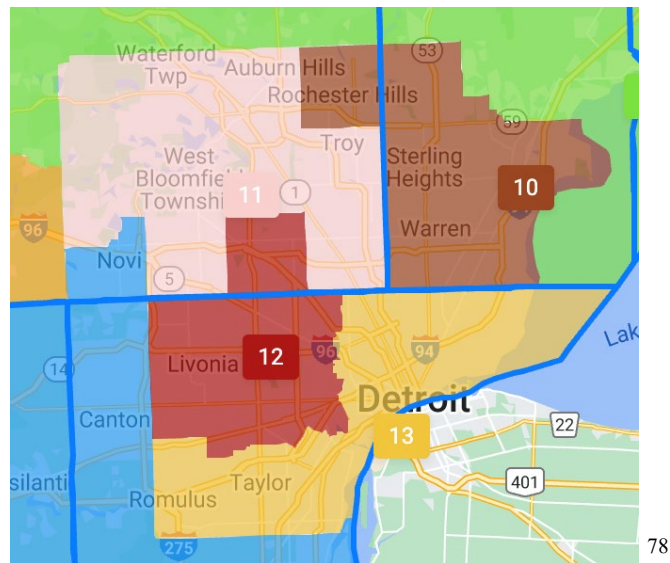 Waterford
Twp
Auburn Hills
53
Rochester Hills
59
Troy
West
Bloomfield
Townshi
11
1
Sterling
Heights
10
96
Warren
Novi
5
Lak
14
Livonia
12
96
94
Detroit
Canton
13
22
silanti
Romulus
Taylor
401
275
78